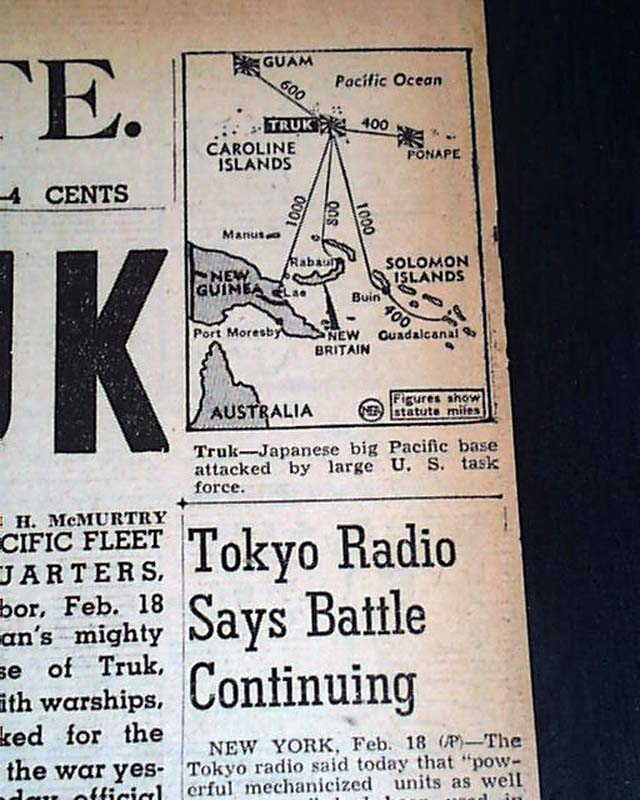 TE.
4 CENTS
UK
H. McMURTRY
CIFIC FLEET
UARTERS,
bor, Feb. 18
an's mighty
se of Truk,
ith warships,
ked for the
the war yes-
day official
GUAM
Pacific Ocean
600
TRUK
400
PONAPE
CAROLINE
ISLANDS
1000
800
1000
Manus
Rabaul
SOLOMON
ISLANDS
NEW
GUINEA
Lae
Buin
400
Port Moresby
NEW
BRITAIN
Guadalcanal
AUSTRALIA
NEA
Figures show
statute miles
Truk—Japanese big Pacific base
attacked by large U. S. task
force.
Tokyo Radio
Says Battle
Continuing
NEW YORK, Feb. 18 (AP)—The
Tokyo radio said today that "pow-
erful mechanicized units as well